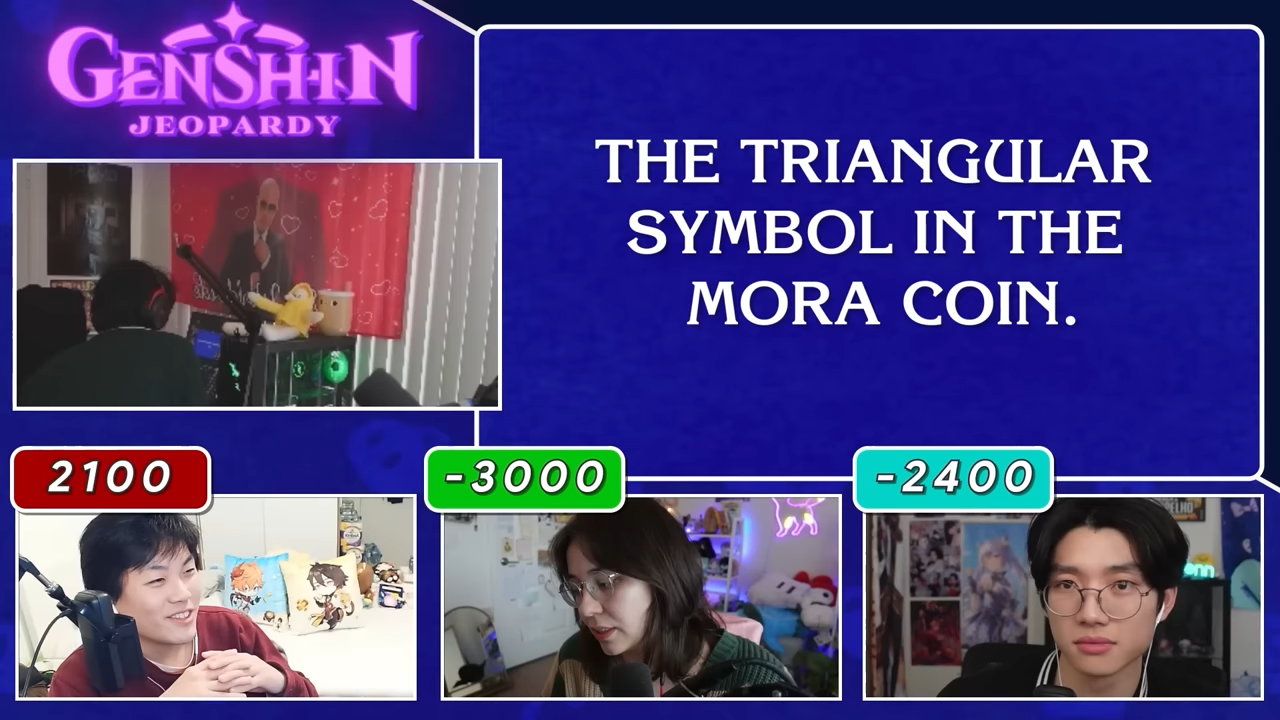 GENSHIN
JEOPARDY
THE TRIANGULAR
SYMBOL IN THE
MORA COIN.
2100
-3000
-2400